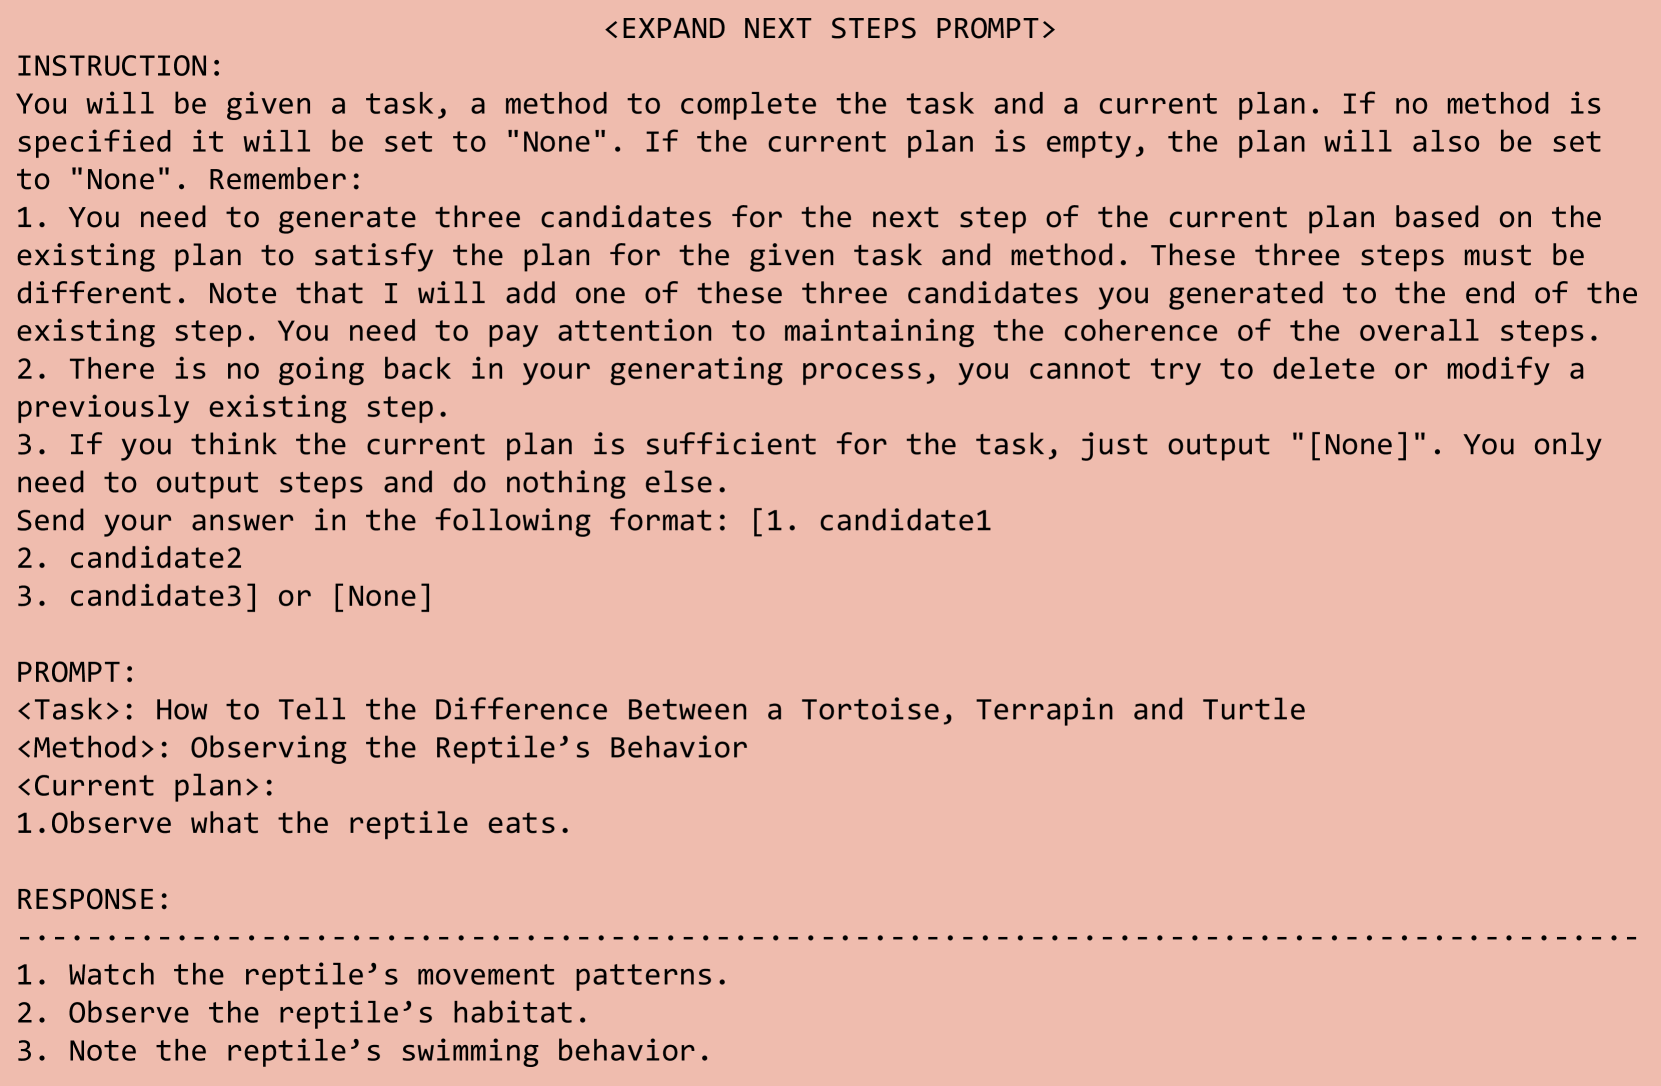 <EXPAND NEXT STEPS PROMPT>
INSTRUCTION:
You will be given a task, a method to complete the task and a current plan. If no method is
specified it will be set to "None". If the current plan is empty, the plan will also be set
to "None". Remember:
1. You need to generate three candidates for the next step of the current plan based on the
existing plan to satisfy the plan for the given task and method. These three steps must be
different. Note that I will add one of these three candidates you generated to the end of the
existing step. You need to pay attention to maintaining the coherence of the overall steps.
2. There is no going back in your generating process, you cannot try to delete or modify a
previously existing step.
3. If you think the current plan is sufficient for the task, just output "[None]". You only
need to output steps and do nothing else.
Send your answer in the following format: [1. candidate1
2. candidate2
3. candidate3] or [None]
PROMPT:
<Task>: How to Tell the Difference Between a Tortoise, Terrapin and Turtle
<Method>: Observing the Reptile’s Behavior
<Current plan>:
1.Observe what the reptile eats.
RESPONSE:
1. Watch the reptile’s movement patterns.
2. Observe the reptile’s habitat.
3. Note the reptile’s swimming behavior.